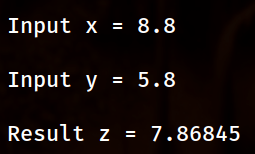 Input x = 8.8
Input y = 5.8
Result z = 7.86845